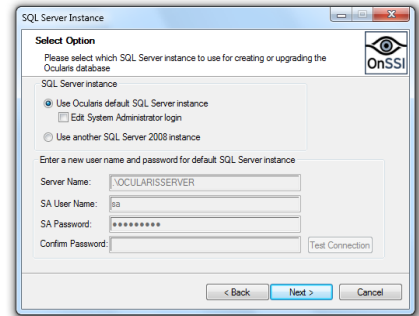 SQL Server Instance
Select Option
Please select which SQL Server instance to use for creating or upgrading the
Ocularis database
OnSSI
SQL Server instance
Use Ocularis default SQL Server instance
Edit System Administrator login
Use another SQL Server 2008 instance
Enter a new user name and password for default SQL Server instance
Server Name: .\OCULARISSERVER
SA User Name: sa
SA Password: •••••••••
Confirm Password:
Test Connection
< Back Next > Cancel